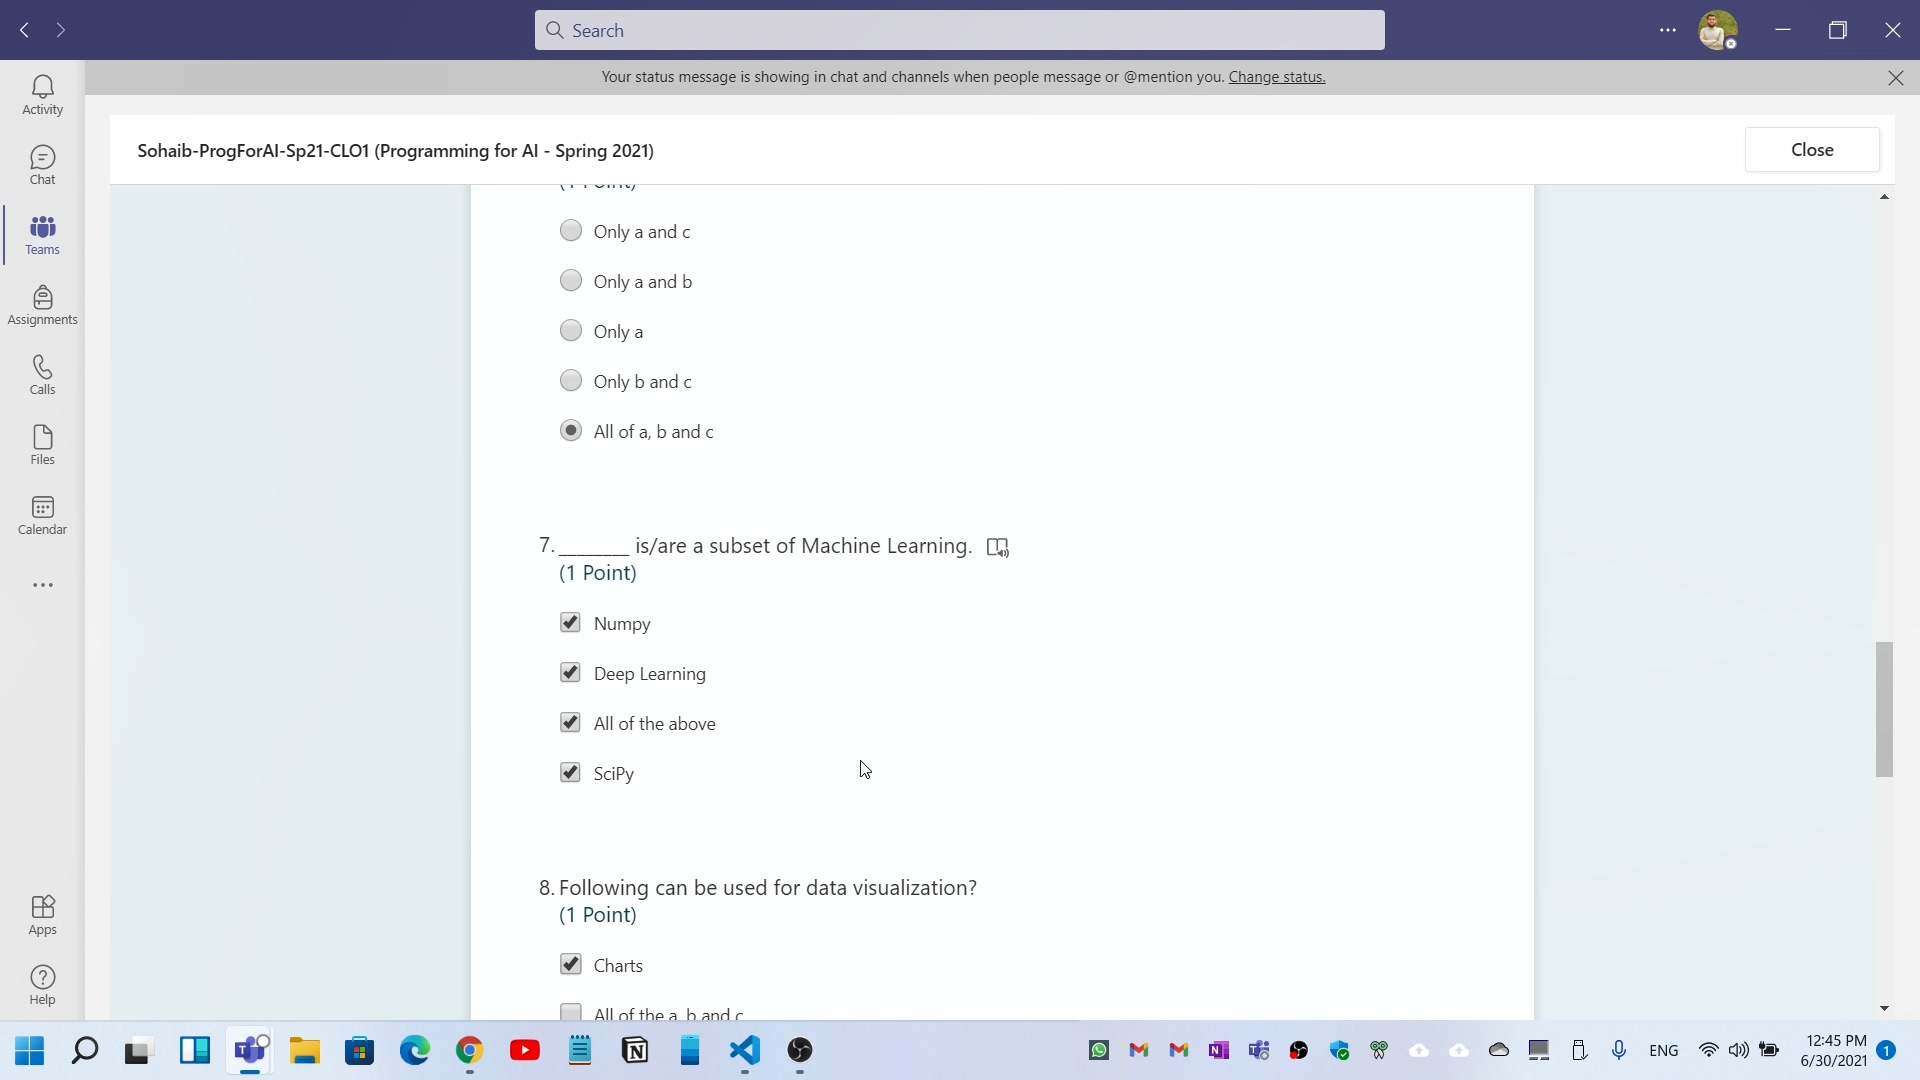 Search
Your status message is showing in chat and channels when people message or @mention you. Change status.
Activity
Chat
Teams
Assignments
Calls
Files
Calendar
Apps
Help
Sohaib-ProgForAI-Sp21-CLO1 (Programming for AI - Spring 2021)
Close
(1 Point)
Only a and c
Only a and b
Only a
Only b and c
All of a, b and c
7. ________ is/are a subset of Machine Learning.
(1 Point)
Numpy
Deep Learning
All of the above
SciPy
8. Following can be used for data visualization?
(1 Point)
Charts
All of the a, b and c
ENG
12:45 PM
6/30/2021
1